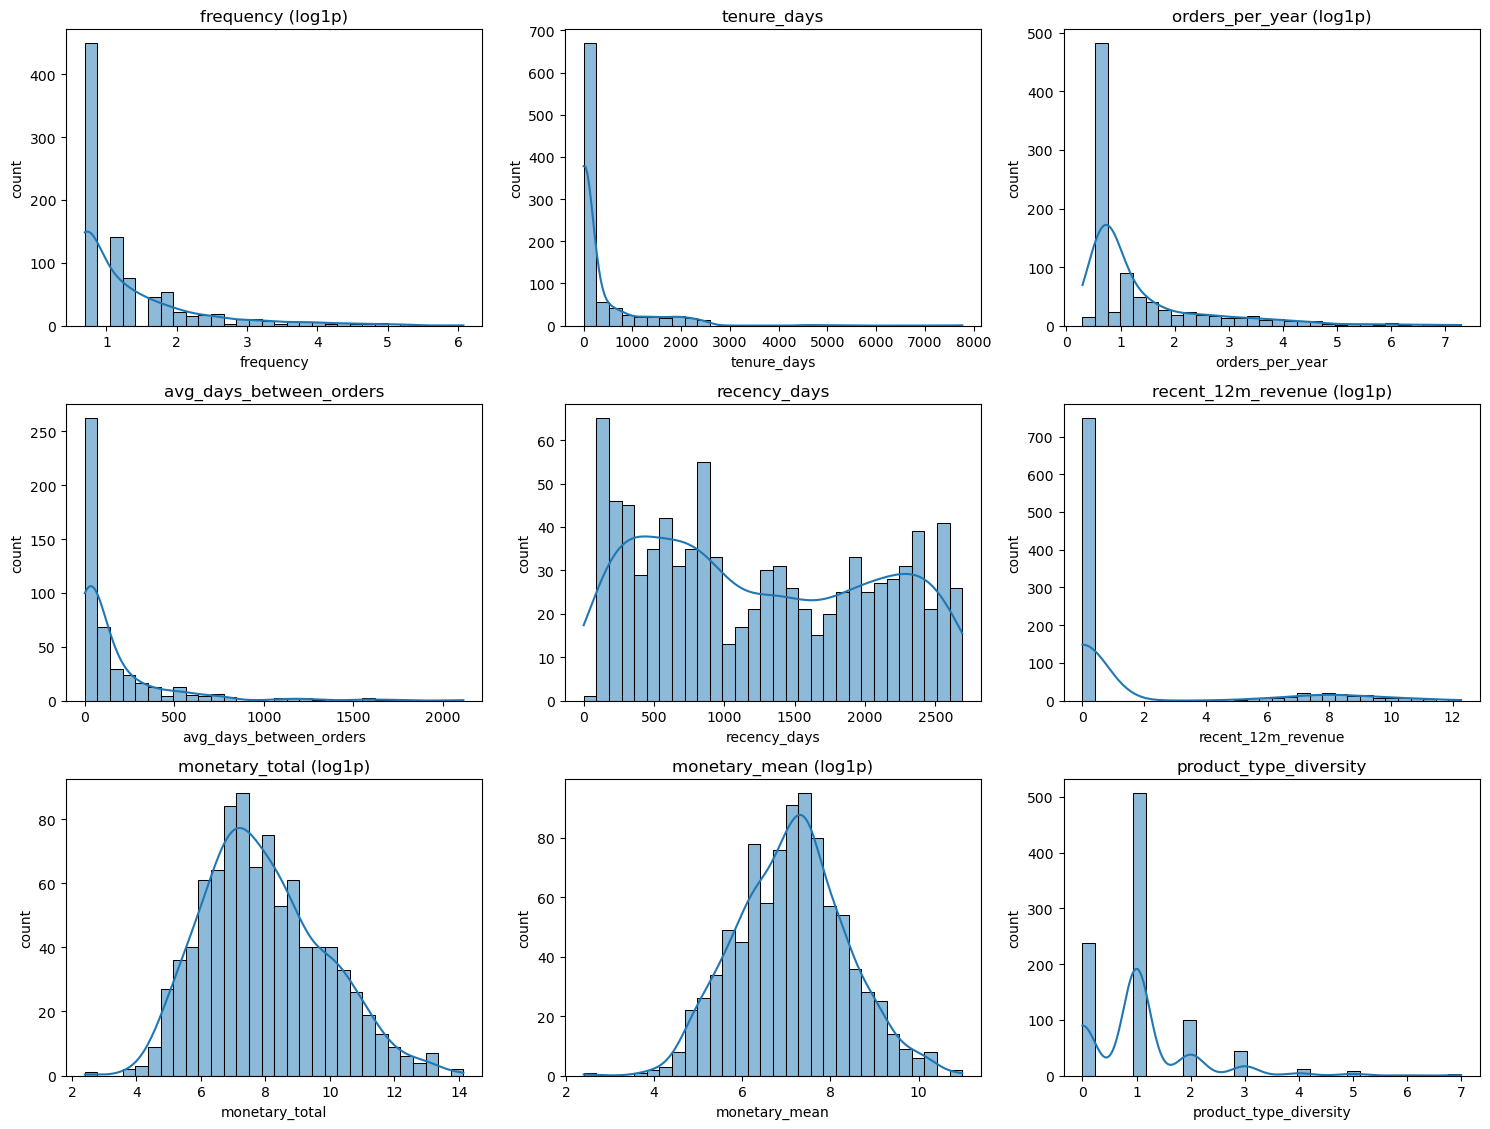 frequency (log1p)
400
300
200
100
0
count
1 2 3 4 5 6
frequency
tenure_days
700
600
500
400
300
200
100
0
count
0 1000 2000 3000 4000 5000 6000 7000 8000
tenure_days
orders_per_year (log1p)
500
400
300
200
100
0
count
0 1 2 3 4 5 6 7
orders_per_year
avg_days_between_orders
250
200
150
100
50
0
count
0 500 1000 1500 2000
avg_days_between_orders
recency_days
60
50
40
30
20
10
0
count
0 500 1000 1500 2000 2500
recency_days
recent_12m_revenue (log1p)
700
600
500
400
300
200
100
0
count
0 2 4 6 8 10 12
recent_12m_revenue
monetary_total (log1p)
80
60
40
20
0
count
2 4 6 8 10 12 14
monetary_total
monetary_mean (log1p)
80
60
40
20
0
count
2 4 6 8 10
monetary_mean
product_type_diversity
500
400
300
200
100
0
count
0 1 2 3 4 5 6 7
product_type_diversity